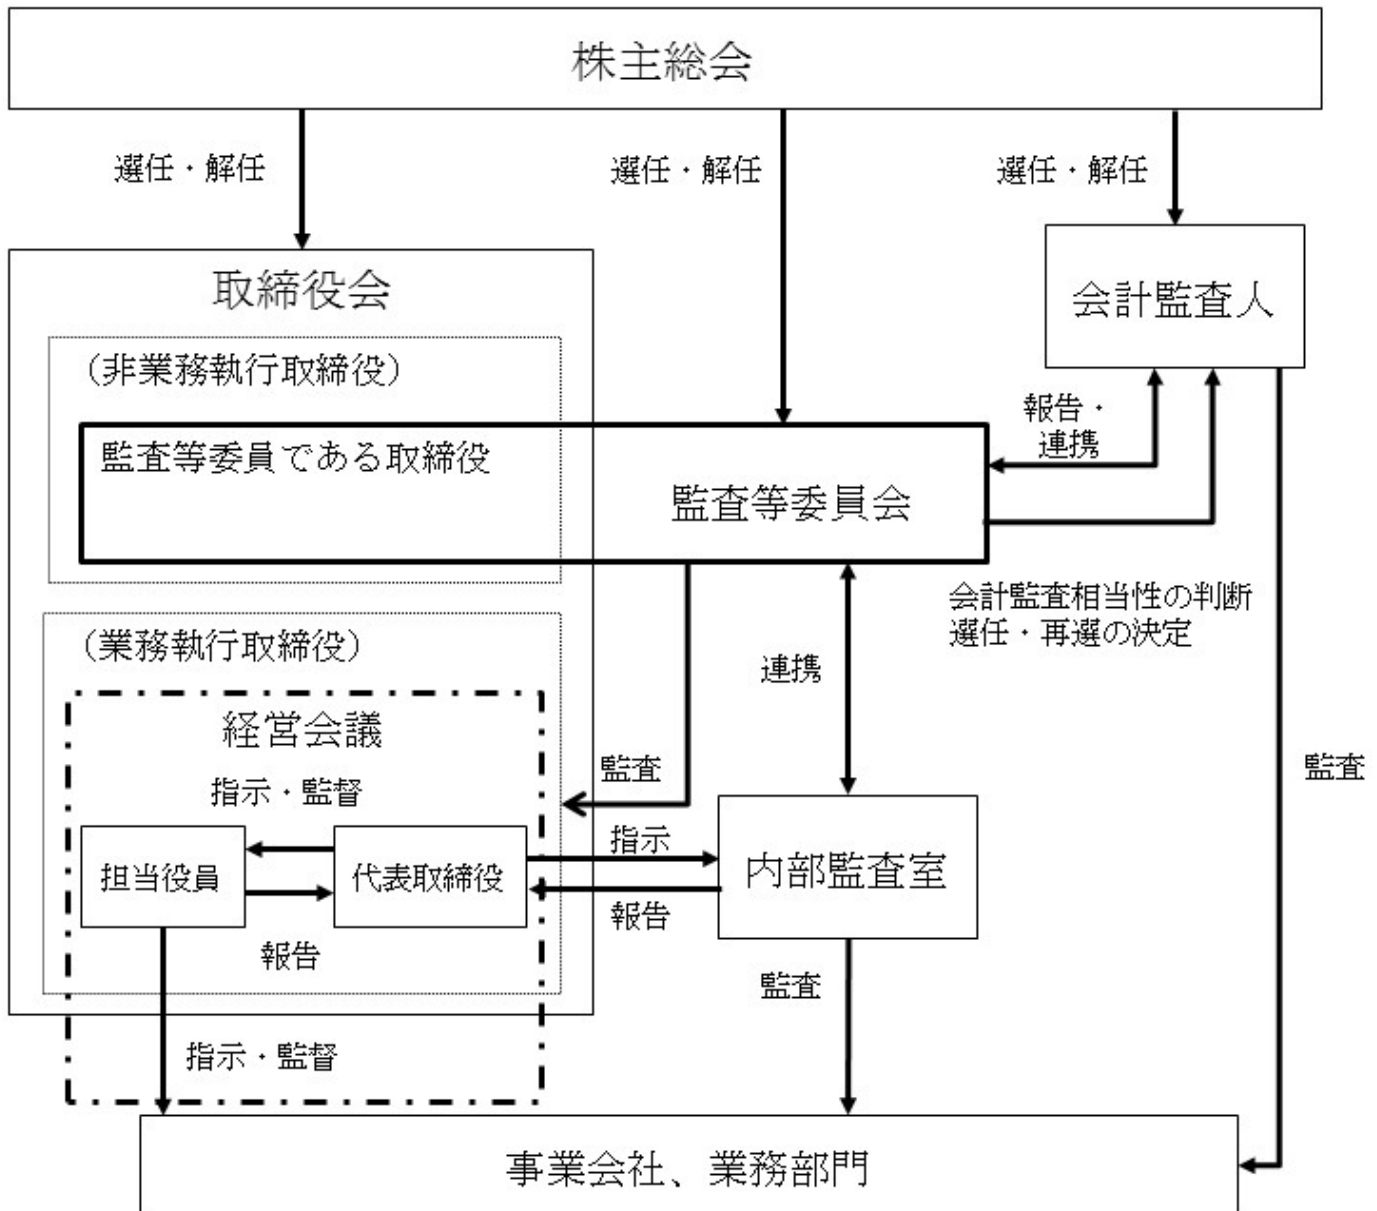 株主総会
選任・解任
選任・解任
選任・解任
取締役会
会計監査人
（非業務執行取締役）
監査等委員である取締役
監査等委員会
報告・
連携
会計監査相当性の判断
選任・再選の決定
（業務執行取締役）
連携
経営会議
監査
監査
指示・監督
担当役員
代表取締役
指示
内部監査室
報告
報告
監査
指示・監督
事業会社、業務部門